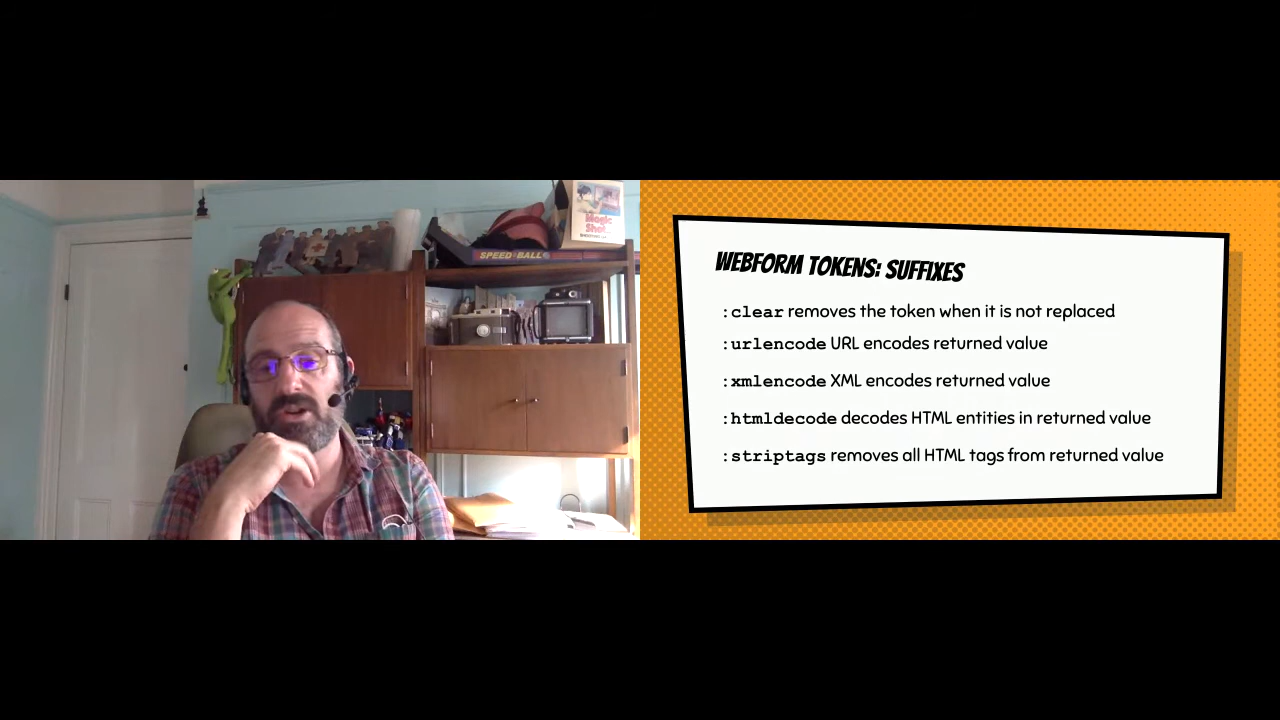 Magic
Shot
SPEED BALL
WEBFORM TOKENS: SUFFIXES
:clear removes the token when it is not replaced
:urlencode URL encodes returned value
:xmlencode XML encodes returned value
:htmldecode decodes HTML entities in returned value
:striptags removes all HTML tags from returned value